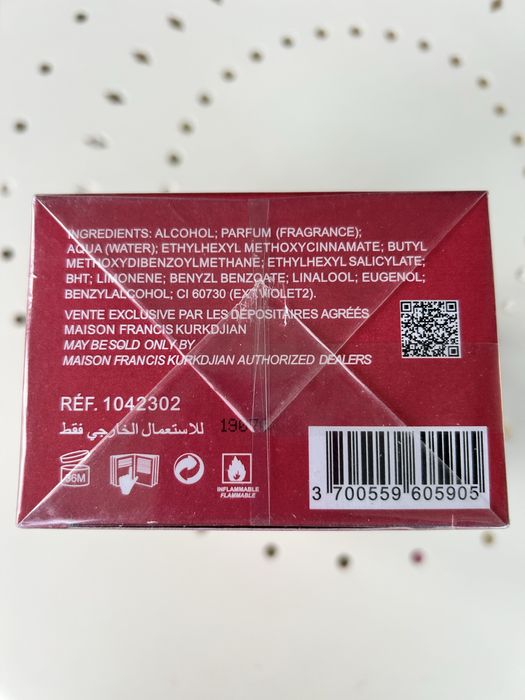 INGREDIENTS: ALCOHOL; PARFUM (FRAGRANCE);
AQUA (WATER); ETHYLHEXYL METHOXYCINNAMATE; BUTYL
METHOXYDIBENZOYLMETHANE; ETHYLHEXYL SALICYLATE;
BHT; LIMONENE; BENYZL BENZOATE; LINALOOL; EUGENOL;
BENZYLALCOHOL; CI 60730 (EXT.VIOLET2).
VENTE EXCLUSIVE PAR LES DÉPOSITAIRES AGRÉÉS
MAISON FRANCIS KURKDJIAN
MAY BE SOLD ONLY BY
MAISON FRANCIS KURKDJIAN AUTHORIZED DEALERS
RÉF. 1042302
للاستعمال الخارجي فقط
36M
INFLAMMABLE
FLAMMABLE
3 700559 605905